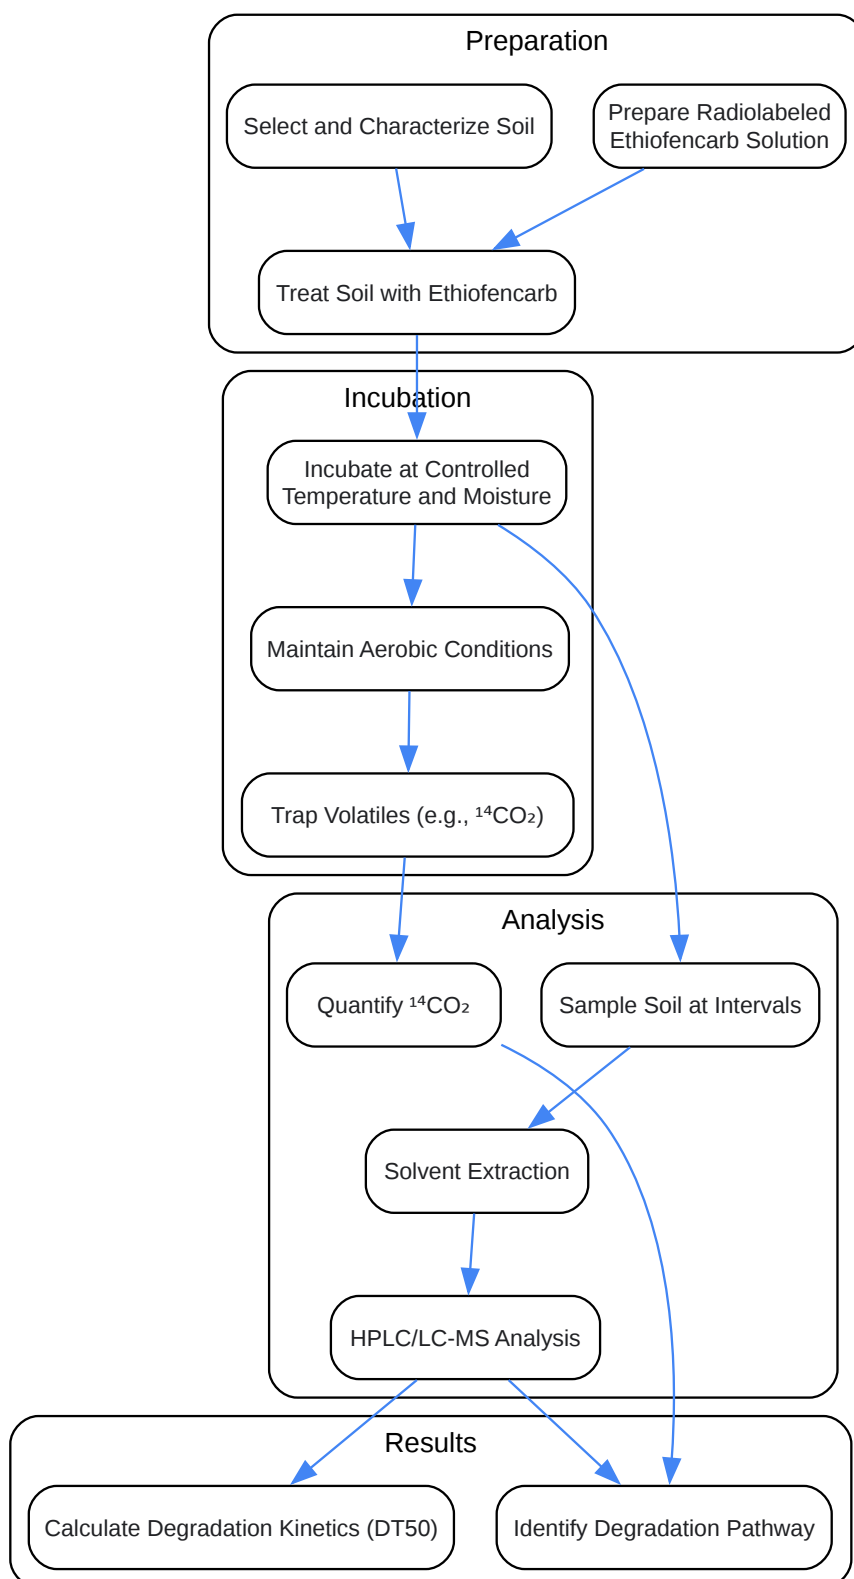 Preparation
Select and Characterize Soil
Prepare Radiolabeled
Ethiofencarb Solution
Treat Soil with Ethiofencarb
Incubation
Incubate at Controlled
Temperature and Moisture
Maintain Aerobic Conditions
Trap Volatiles (e.g., ¹⁴CO₂)
Analysis
Quantify ¹⁴CO₂
Sample Soil at Intervals
Solvent Extraction
HPLC/LC-MS Analysis
Results
Calculate Degradation Kinetics (DT50)
Identify Degradation Pathway